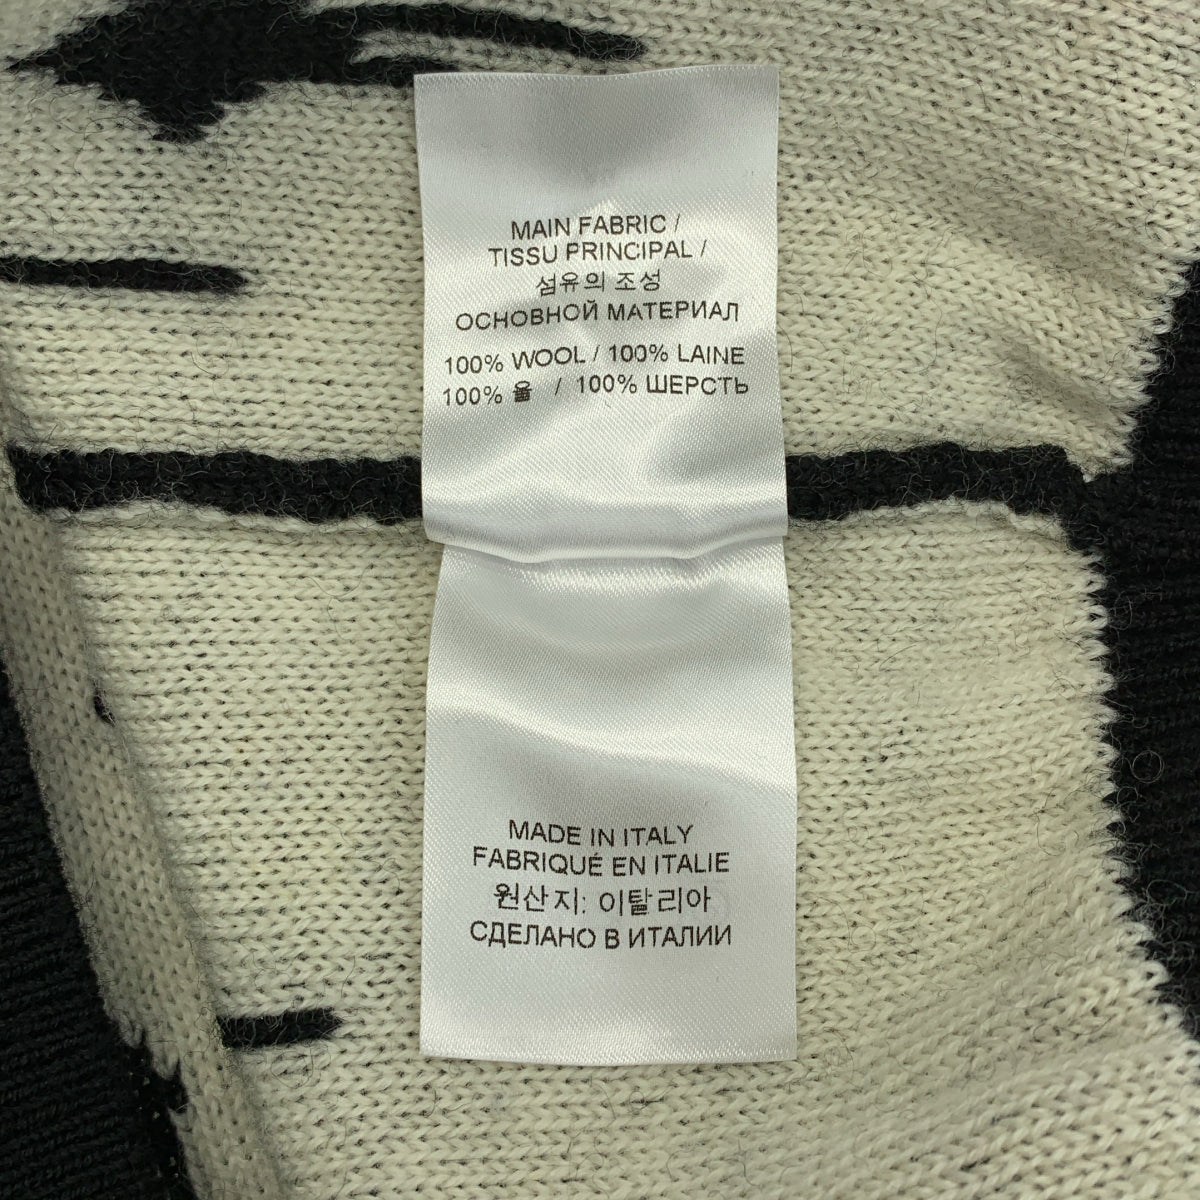 MAIN FABRIC /
TISSU PRINCIPAL /
섬유의 조성
ОСНОВНОЙ МАТЕРИАЛ
100% WOOL / 100% LAINE
100% 울 / 100% ШЕРСТЬ
MADE IN ITALY
FABRIQUÉ EN ITALIE
원산지: 이탈리아
СДЕЛАНО В ИТАЛИИ